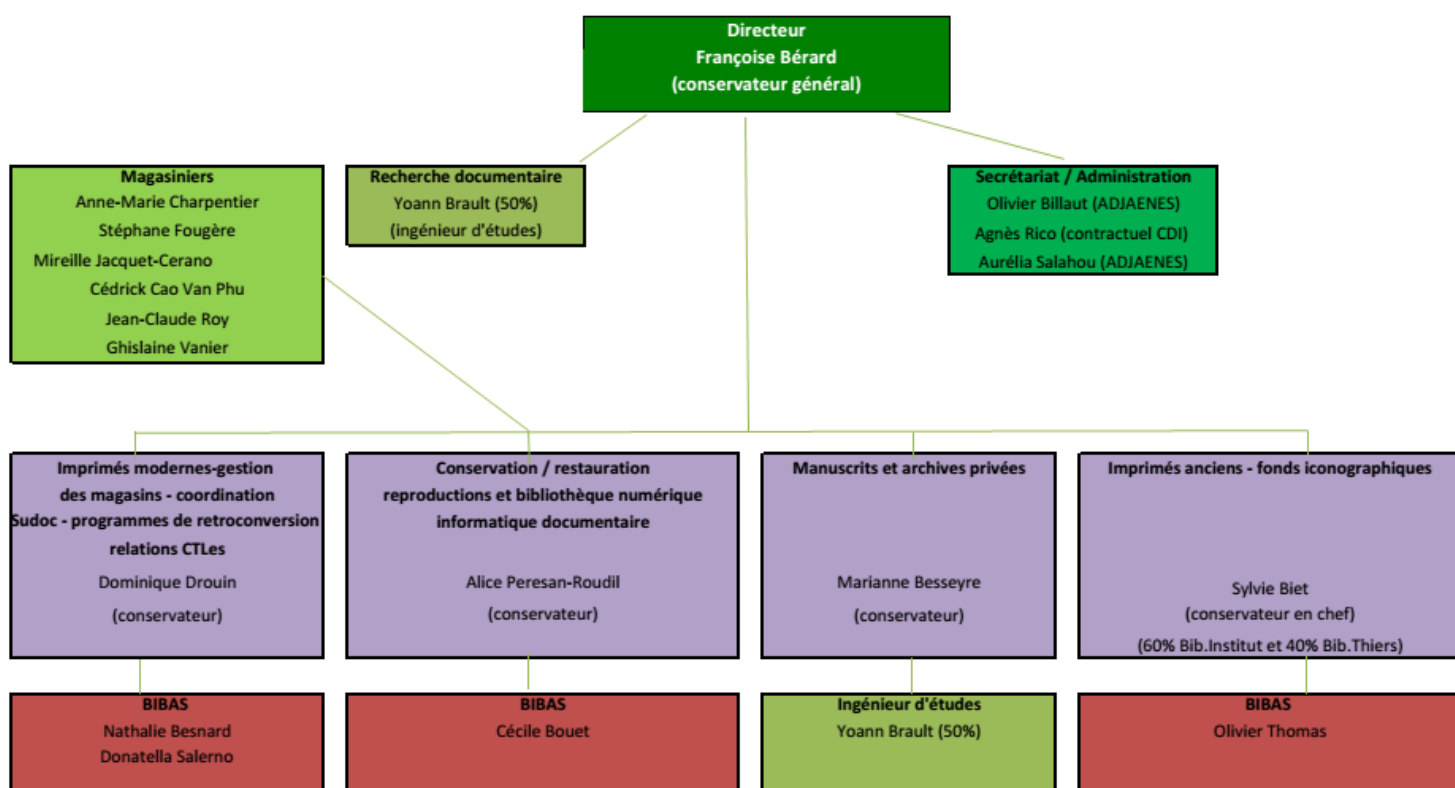 Directeur
Françoise Bérard
(conservateur général)
Magasiniers
Anne-Marie Charpentier
Stéphane Fougère
Mireille Jacquet-Cerano
Cédrick Cao Van Phu
Jean-Claude Roy
Ghislaine Vanier
Recherche documentaire
Yoann Brault (50%)
(ingénieur d'études)
Secrétariat / Administration
Olivier Billaut (ADJAENES)
Agnès Rico (contractuel CDI)
Aurélia Salahou (ADJAENES)
Imprimés modernes-gestion
des magasins - coordination
Sudoc - programmes de retroconversion
relations CTLes
Dominique Drouin
(conservateur)
Conservation / restauration
reproductions et bibliothèque numérique
informatique documentaire
Alice Peresan-Roudil
(conservateur)
Manuscrits et archives privées
Marianne Besseyre
(conservateur)
Imprimés anciens - fonds iconographiques
Sylvie Biet
(conservateur en chef)
(60% Bib.Institut et 40% Bib.Thiers)
BIBAS
Nathalie Besnard
Donatella Salerno
BIBAS
Cécile Bouet
Ingénieur d'études
Yoann Brault (50%)
BIBAS
Olivier Thomas